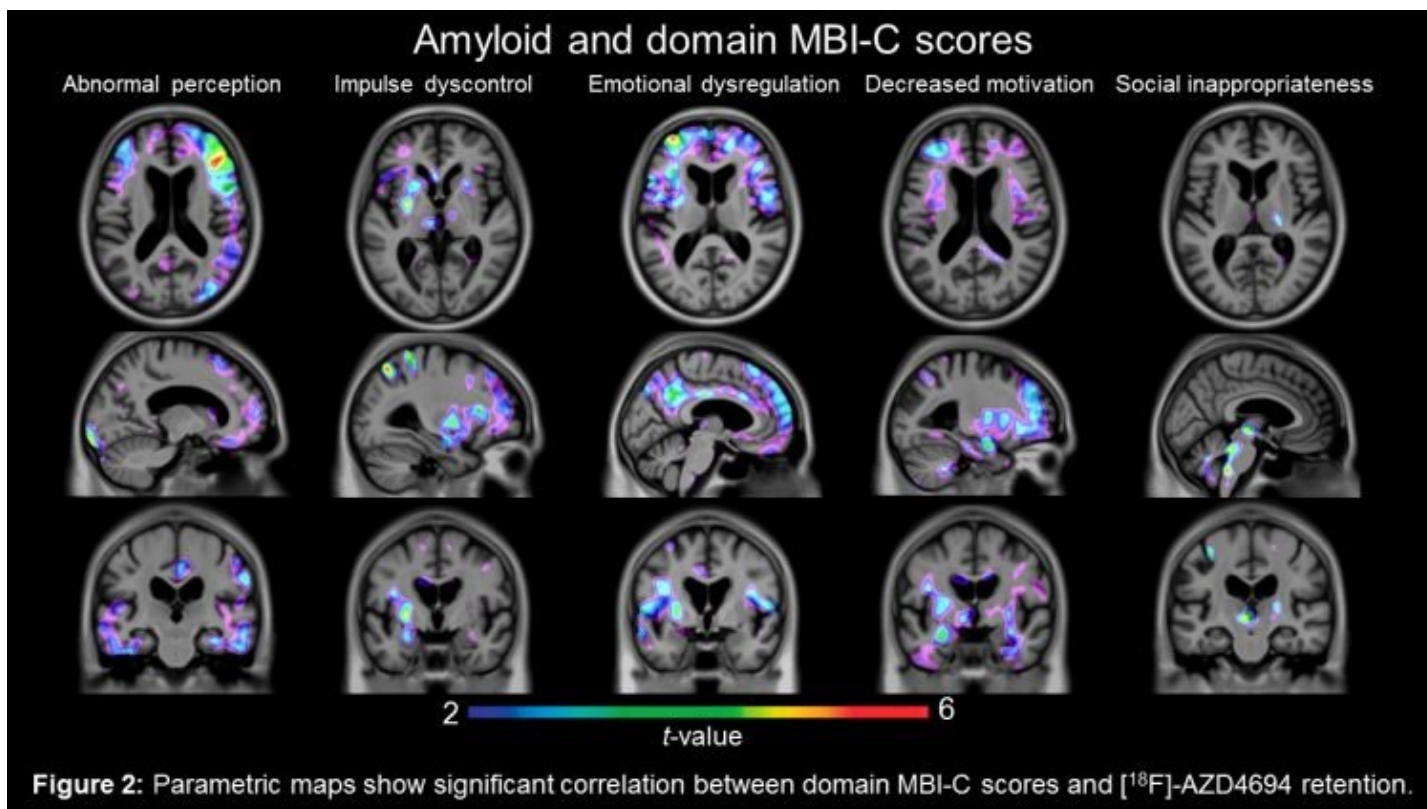 Amyloid and domain MBI-C scores
Abnormal perception Impulse dyscontrol Emotional dysregulation Decreased motivation Social inappropriateness
2 6
t-value
Figure 2: Parametric maps show significant correlation between domain MBI-C scores and [¹⁸F]-AZD4694 retention.